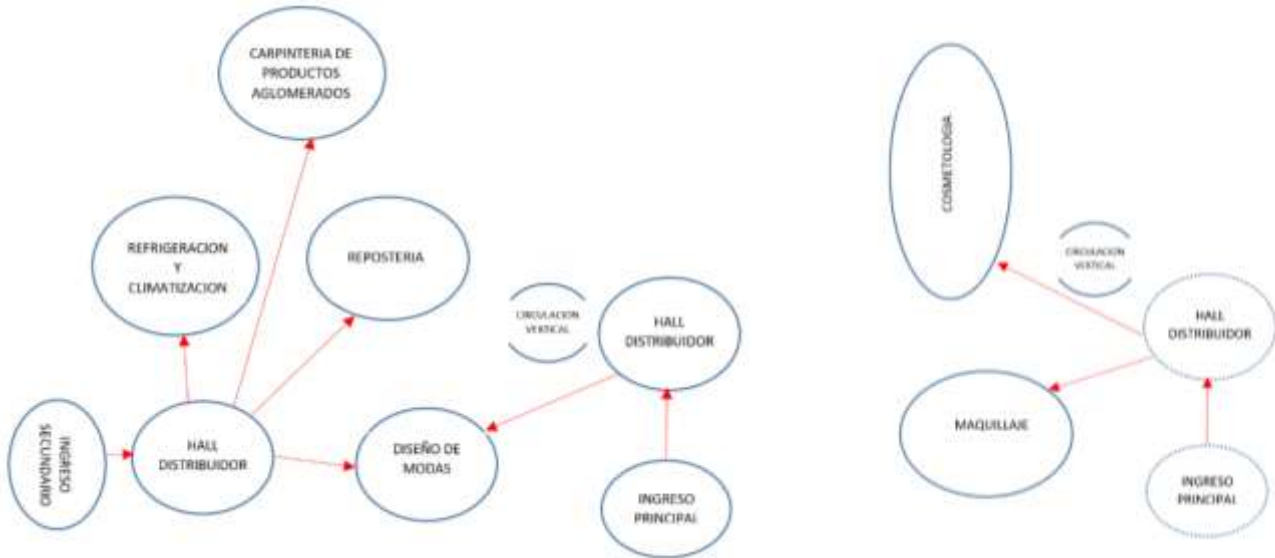 CARPINTERIA DE
PRODUCTOS
AGLOMERADOS
REFRIGERACION
Y
CLIMATIZACION
REPOSTERIA
CIRCULACION
VERTICAL
HALL
DISTRIBUIDOR
INGRESO
SECUNDARIO
HALL
DISTRIBUIDOR
DISEÑO DE
MODAS
INGRESO
PRINCIPAL
COSMETOLOGIA
CIRCULACION
VERTICAL
HALL
DISTRIBUIDOR
MAQUILLAJE
INGRESO
PRINCIPAL